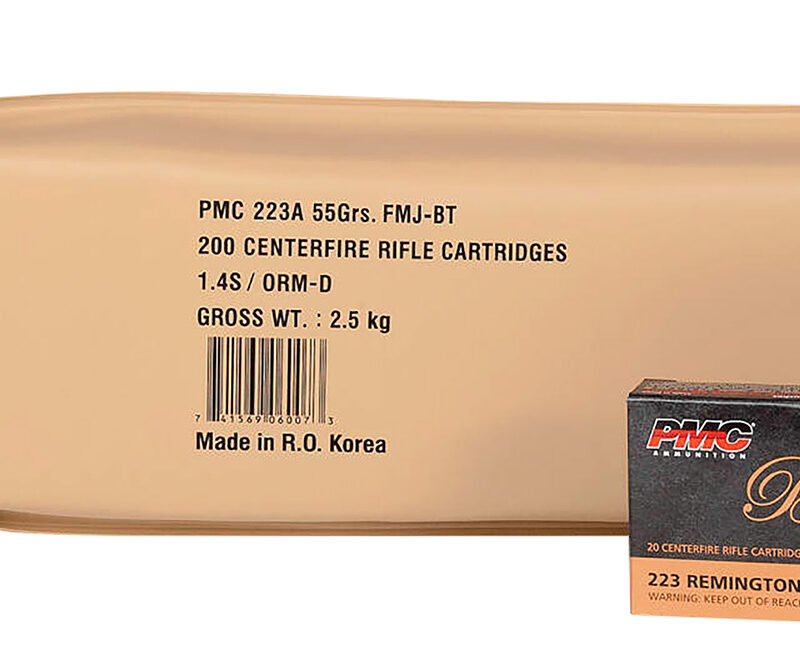 PMC 223A 55Grs. FMJ-BT
200 CENTERFIRE RIFLE CARTRIDGES
1.4S / ORM-D
GROSS WT. : 2.5 kg
7 41569 06007 3
Made in R.O. Korea
PMC
AMMUNITION
20 CENTERFIRE RIFLE
223 REMINGTON
WARNING: KEEP OUT OF